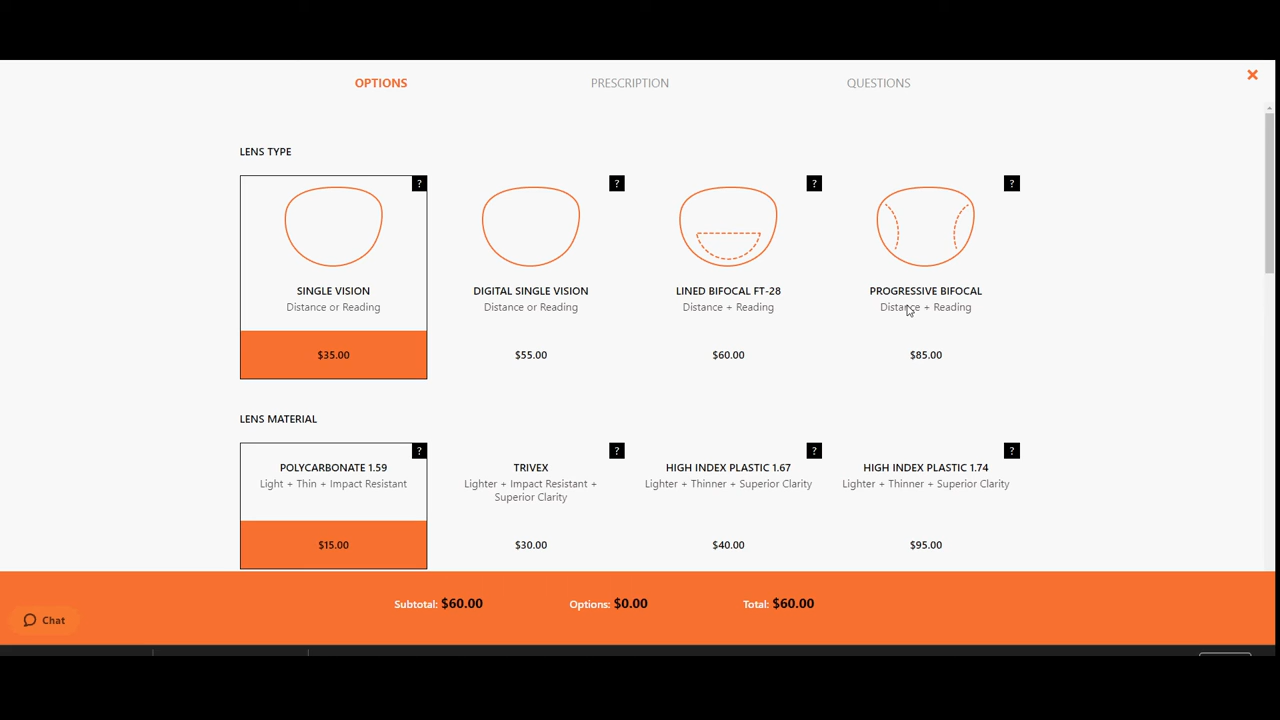 OPTIONS PRESCRIPTION QUESTIONS
LENS TYPE
? ? ? ?
SINGLE VISION DIGITAL SINGLE VISION LINED BIFOCAL FT-28 PROGRESSIVE BIFOCAL
Distance or Reading Distance or Reading Distance + Reading Distance + Reading
$35.00 $55.00 $60.00 $85.00
LENS MATERIAL
? ? ? ?
POLYCARBONATE 1.59 TRIVEX HIGH INDEX PLASTIC 1.67 HIGH INDEX PLASTIC 1.74
Light + Thin + Impact Resistant Lighter + Impact Resistant + Lighter + Thinner + Superior Clarity Lighter + Thinner + Superior Clarity
Superior Clarity
$15.00 $30.00 $40.00 $95.00
Subtotal: $60.00 Options: $0.00 Total: $60.00
Chat